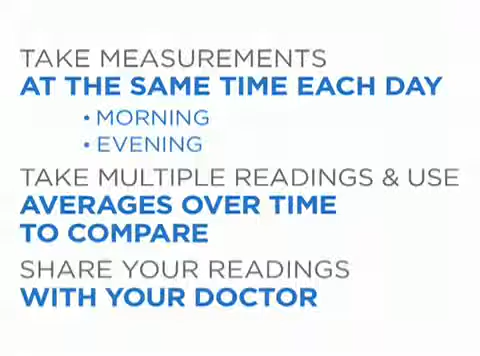 TAKE MEASUREMENTS
AT THE SAME TIME EACH DAY
• MORNING
• EVENING
TAKE MULTIPLE READINGS & USE
AVERAGES OVER TIME
TO COMPARE
SHARE YOUR READINGS
WITH YOUR DOCTOR